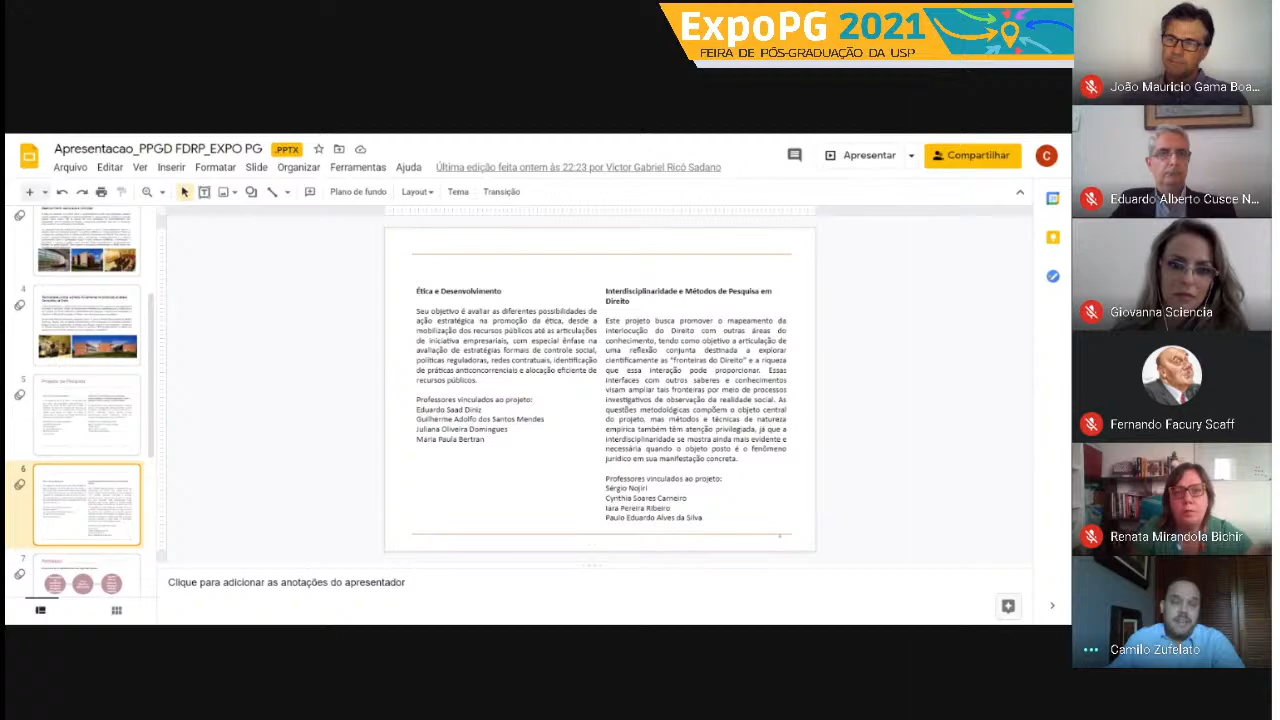 ExpoPG 2021
FEIRA DE PÓS-GRADUAÇÃO DA USP
João Mauricio Gama Boa...
Eduardo Alberto Cusce N...
Giovanna Sciencia
Fernando Facury Scaff
Renata Mirandola Bichir
Camilo Zufelato
Apresentacao_PPGD FDRP_EXPO PG .PPTX
Arquivo Editar Ver Inserir Formatar Slide Organizar Ferramentas Ajuda Última edição feita ontem às 22:23 por Victor Gabriel Ricó Sadano
Apresentar Compartilhar C
Plano de fundo Layout Tema Transição
4
5
Projetos de Pesquisa
6
7
Ética e Desenvolvimento
Seu objetivo é avaliar as diferentes possibilidades de
ação estratégica na promoção da ética, desde a
mobilização dos recursos públicos até as articulações
de iniciativa empresariais, com especial ênfase na
avaliação de estratégias formais de controle social,
políticas reguladoras, redes contratuais, identificação
de práticas anticoncorrenciais e alocação eficiente de
recursos públicos.
Professores vinculados ao projeto:
Eduardo Saad Diniz
Guilherme Adolfo dos Santos Mendes
Juliana Oliveira Domingues
Maria Paula Bertran
Interdisciplinaridade e Métodos de Pesquisa em
Direito
Este projeto busca promover o mapeamento da
interlocução do Direito com outras áreas do
conhecimento, tendo como objetivo a articulação de
uma reflexão conjunta destinada a explorar
cientificamente as "fronteiras do Direito" e a riqueza
que essa interação pode proporcionar. Essas
interfaces com outros saberes e conhecimentos
visam ampliar tais fronteiras por meio de processos
investigativos de observação da realidade social. As
questões metodológicas compõem o objeto central
do projeto, mas métodos e técnicas de natureza
empírica também têm atenção privilegiada, já que a
interdisciplinaridade se mostra ainda mais evidente e
necessária quando o objeto posto é o fenômeno
jurídico em sua manifestação concreta.
Professores vinculados ao projeto:
Sérgio Nojiri
Cynthia Soares Carneiro
Iara Pereira Ribeiro
Paulo Eduardo Alves da Silva
Clique para adicionar as anotações do apresentador